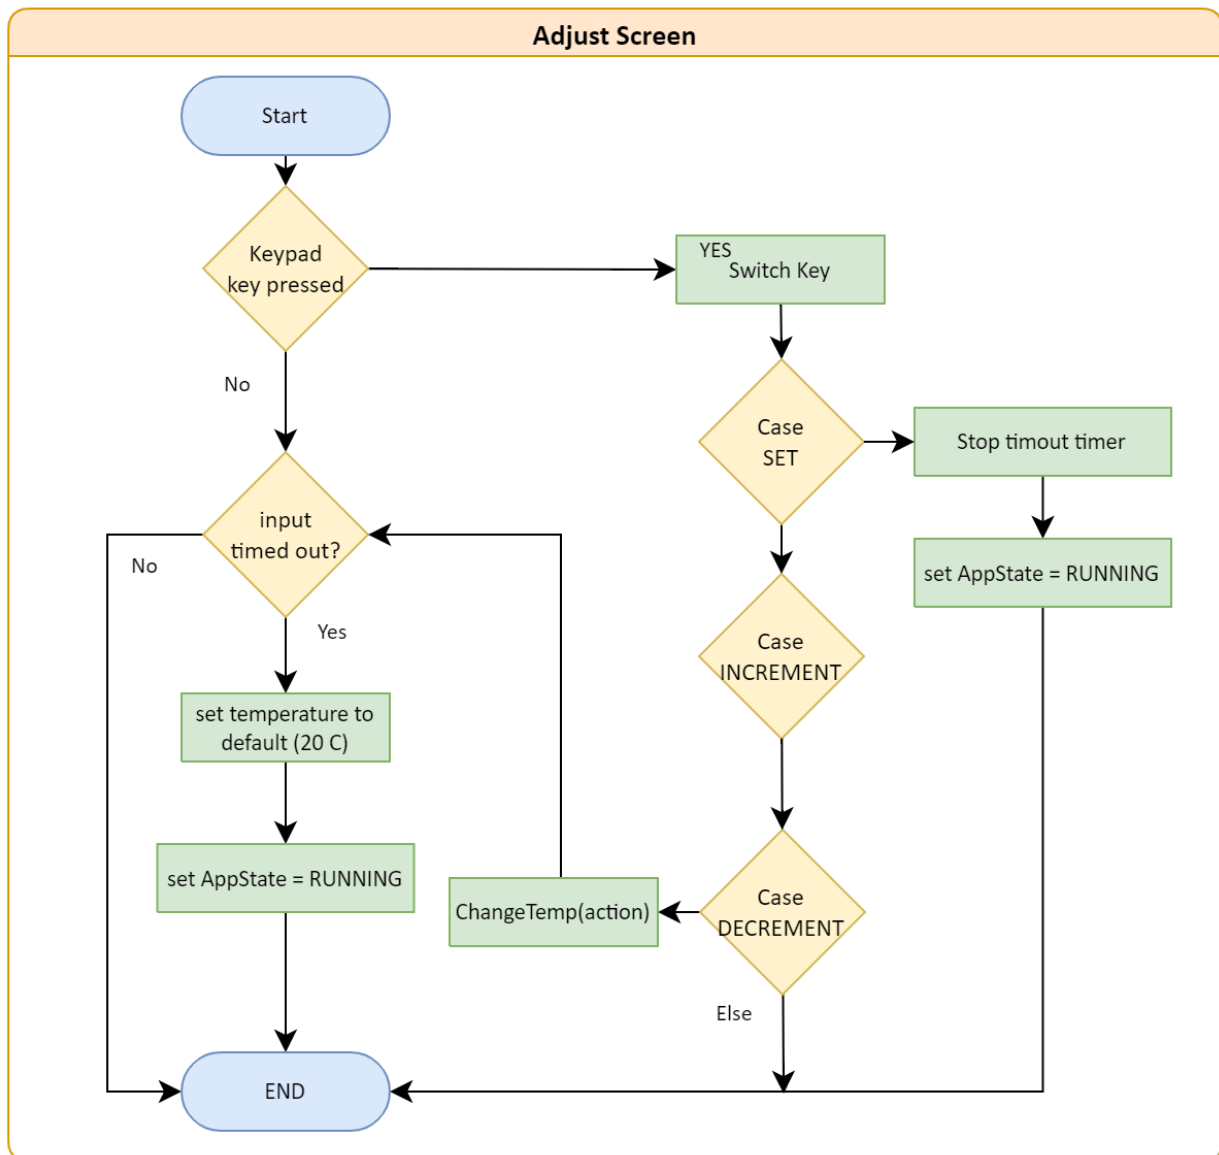 Adjust Screen
Start
Keypad
key pressed
YES
Switch Key
No
Case
SET
Stop timout timer
input
timed out?
No
set AppState = RUNNING
Yes
Case
INCREMENT
set temperature to
default (20 C)
set AppState = RUNNING
ChangeTemp(action)
Case
DECREMENT
Else
END